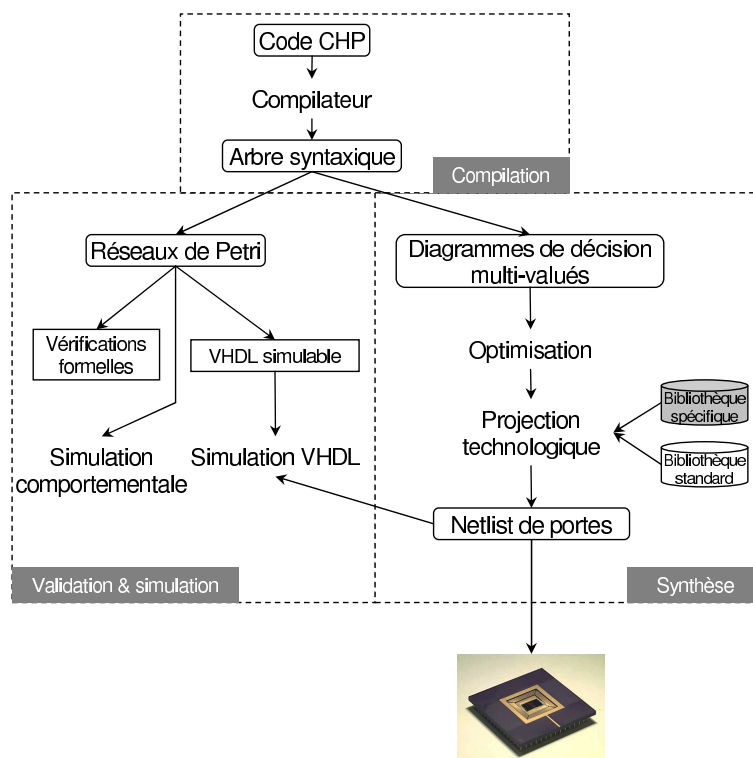 Code CHP
Compilateur
Arbre syntaxique
Compilation
Réseaux de Petri
Vérifications
formelles
VHDL simulable
Simulation
comportementale
Simulation VHDL
Validation & simulation
Diagrammes de décision
multi-valués
Optimisation
Projection
technologique
Bibliothèque
spécifique
Bibliothèque
standard
Netlist de portes
Synthèse